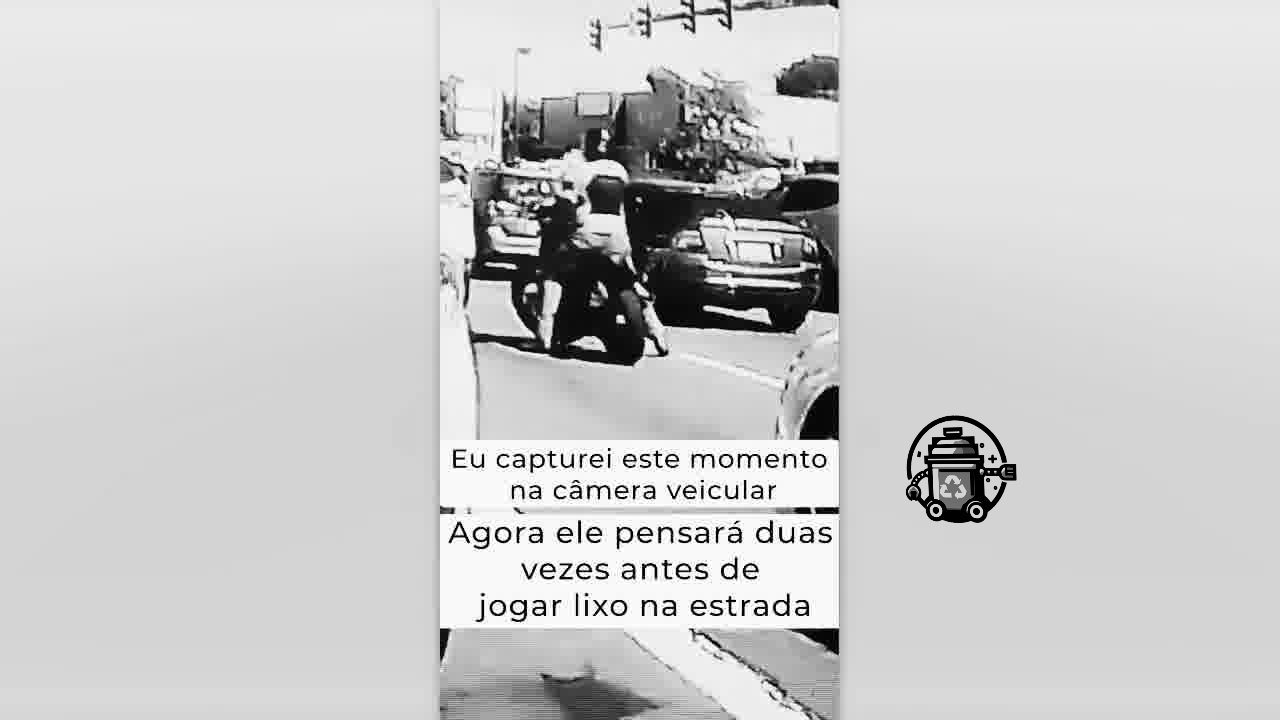 Eu capturei este momento
na câmera veicular
Agora ele pensará duas
vezes antes de
jogar lixo na estrada